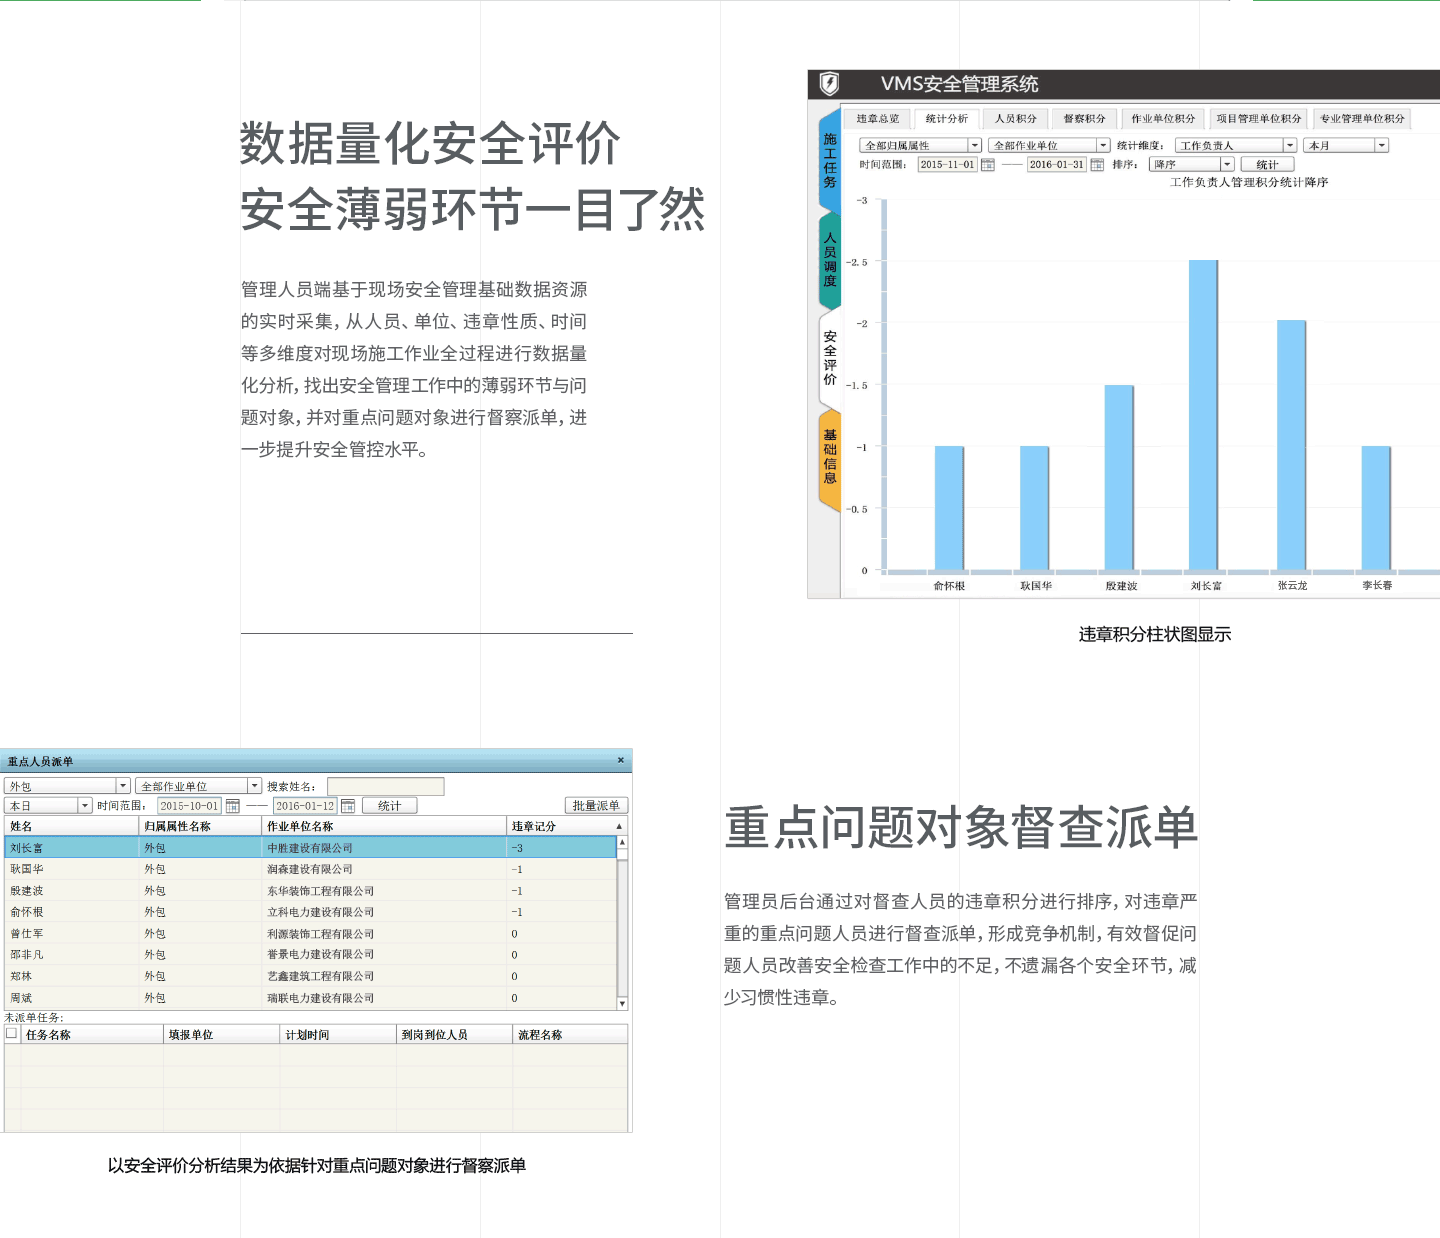 数据量化安全评价
安全薄弱环节一目了然
管理人员端基于现场安全管理基础数据资源
的实时采集，从人员、单位、违章性质、时间
等多维度对现场施工作业全过程进行数据量
化分析，找出安全管理工作中的薄弱环节与问
题对象，并对重点问题对象进行督察派单，进
一步提升安全管控水平。
VMS安全管理系统
违章总览 统计分析 人员积分 督察积分 作业单位积分 项目管理单位积分 专业管理单位积分
全部归属属性 全部作业单位 统计维度： 工作负责人 本月
时间范围： 2015-11-01 —— 2016-01-31 排序： 降序 统计
工作负责人管理积分统计降序
施工任务
人员调度
安全评价
基础信息
-3
-2.5
-2
-1.5
-1
-0.5
0
俞怀根 耿国华 殷建波 刘长富 张云龙 李长春
违章积分柱状图显示
重点人员派单 ×
外包 全部作业单位 搜索姓名：
本日 时间范围： 2015-10-01 —— 2016-01-12 统计 批量派单
姓名 归属属性名称 作业单位名称 违章记分
刘长富 外包 中胜建设有限公司 -3
耿国华 外包 润森建设有限公司 -1
殷建波 外包 东华装饰工程有限公司 -1
俞怀根 外包 立科电力建设有限公司 -1
曾仕军 外包 利源装饰工程有限公司 0
邵非凡 外包 誉景电力建设有限公司 0
郑林 外包 艺鑫建筑工程有限公司 0
周斌 外包 瑞联电力建设有限公司 0
未派单任务：
任务名称 填报单位 计划时间 到岗到位人员 流程名称
以安全评价分析结果为依据针对重点问题对象进行督察派单
重点问题对象督查派单
管理员后台通过对督查人员的违章积分进行排序，对违章严
重的重点问题人员进行督查派单，形成竞争机制，有效督促问
题人员改善安全检查工作中的不足，不遗漏各个安全环节，减
少习惯性违章。